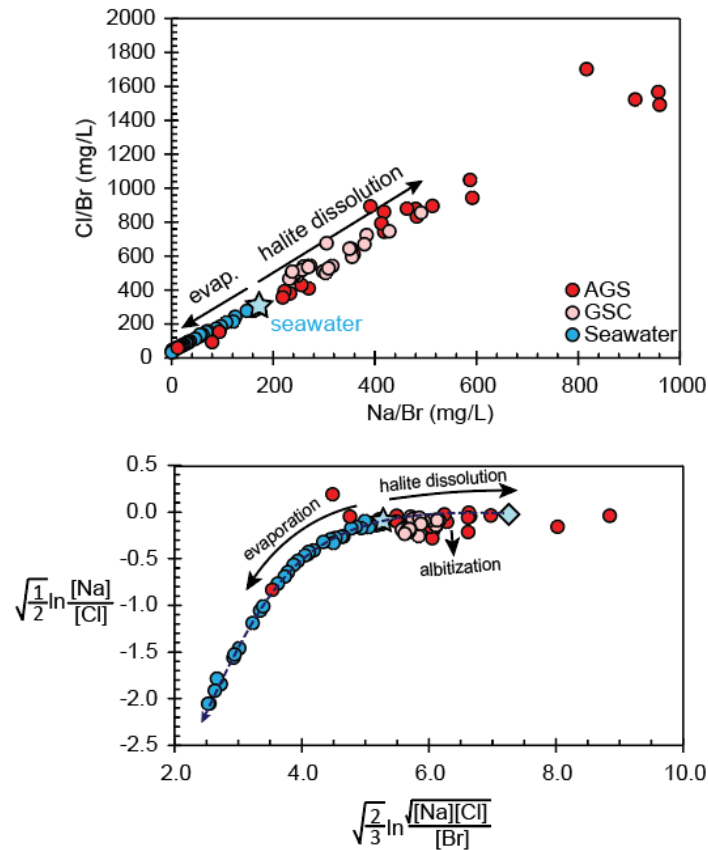 2000
1800
1600
1400
1200
1000
800
600
400
200
0
Cl/Br (mg/L)
halite dissolution
evap.
seawater
AGS
GSC
Seawater
0 200 400 600 800 1000
Na/Br (mg/L)
0.5
0.0
-0.5
-1.0
-1.5
-2.0
-2.5
halite dissolution
evaporation
albitization
√1/2 ln [Na]/[Cl]
2.0 4.0 6.0 8.0 10.0
√2/3 ln √[Na][Cl]/[Br]